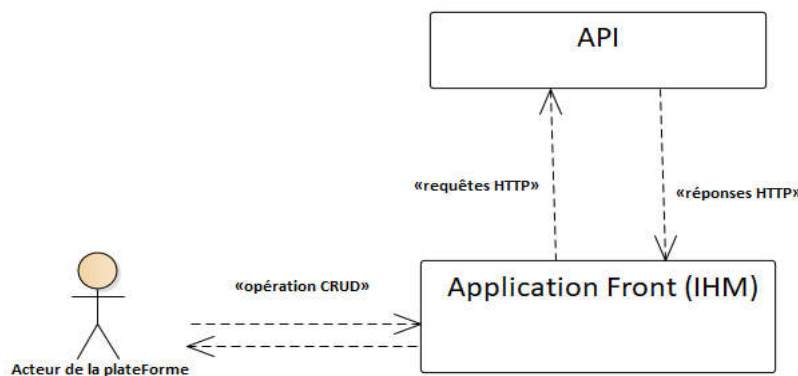 API
«requêtes HTTP»
«réponses HTTP»
«opération CRUD»
Application Front (IHM)
Acteur de la plateForme